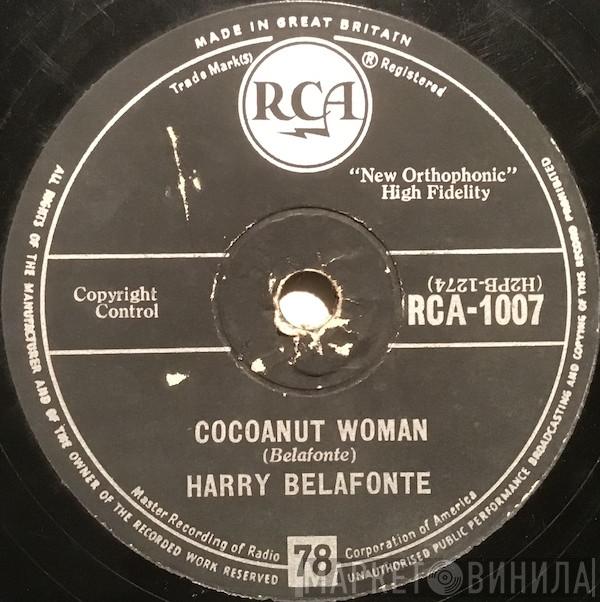 MADE IN GREAT BRITAIN
Trade Mark(s) ® Registered
RCA
"New Orthophonic"
High Fidelity
Copyright
Control
(H2PB-1274)
RCA-1007
COCOANUT WOMAN
(Belafonte)
HARRY BELAFONTE
Master Recording of Radio Corporation of America
78
ALL RIGHTS OF THE MANUFACTURER AND OF THE OWNER OF THE RECORDED WORK RESERVED
UNAUTHORISED PUBLIC PERFORMANCE BROADCASTING AND COPYING OF THIS RECORD PROHIBITED
МАРКЕТ ВИНИЛА!